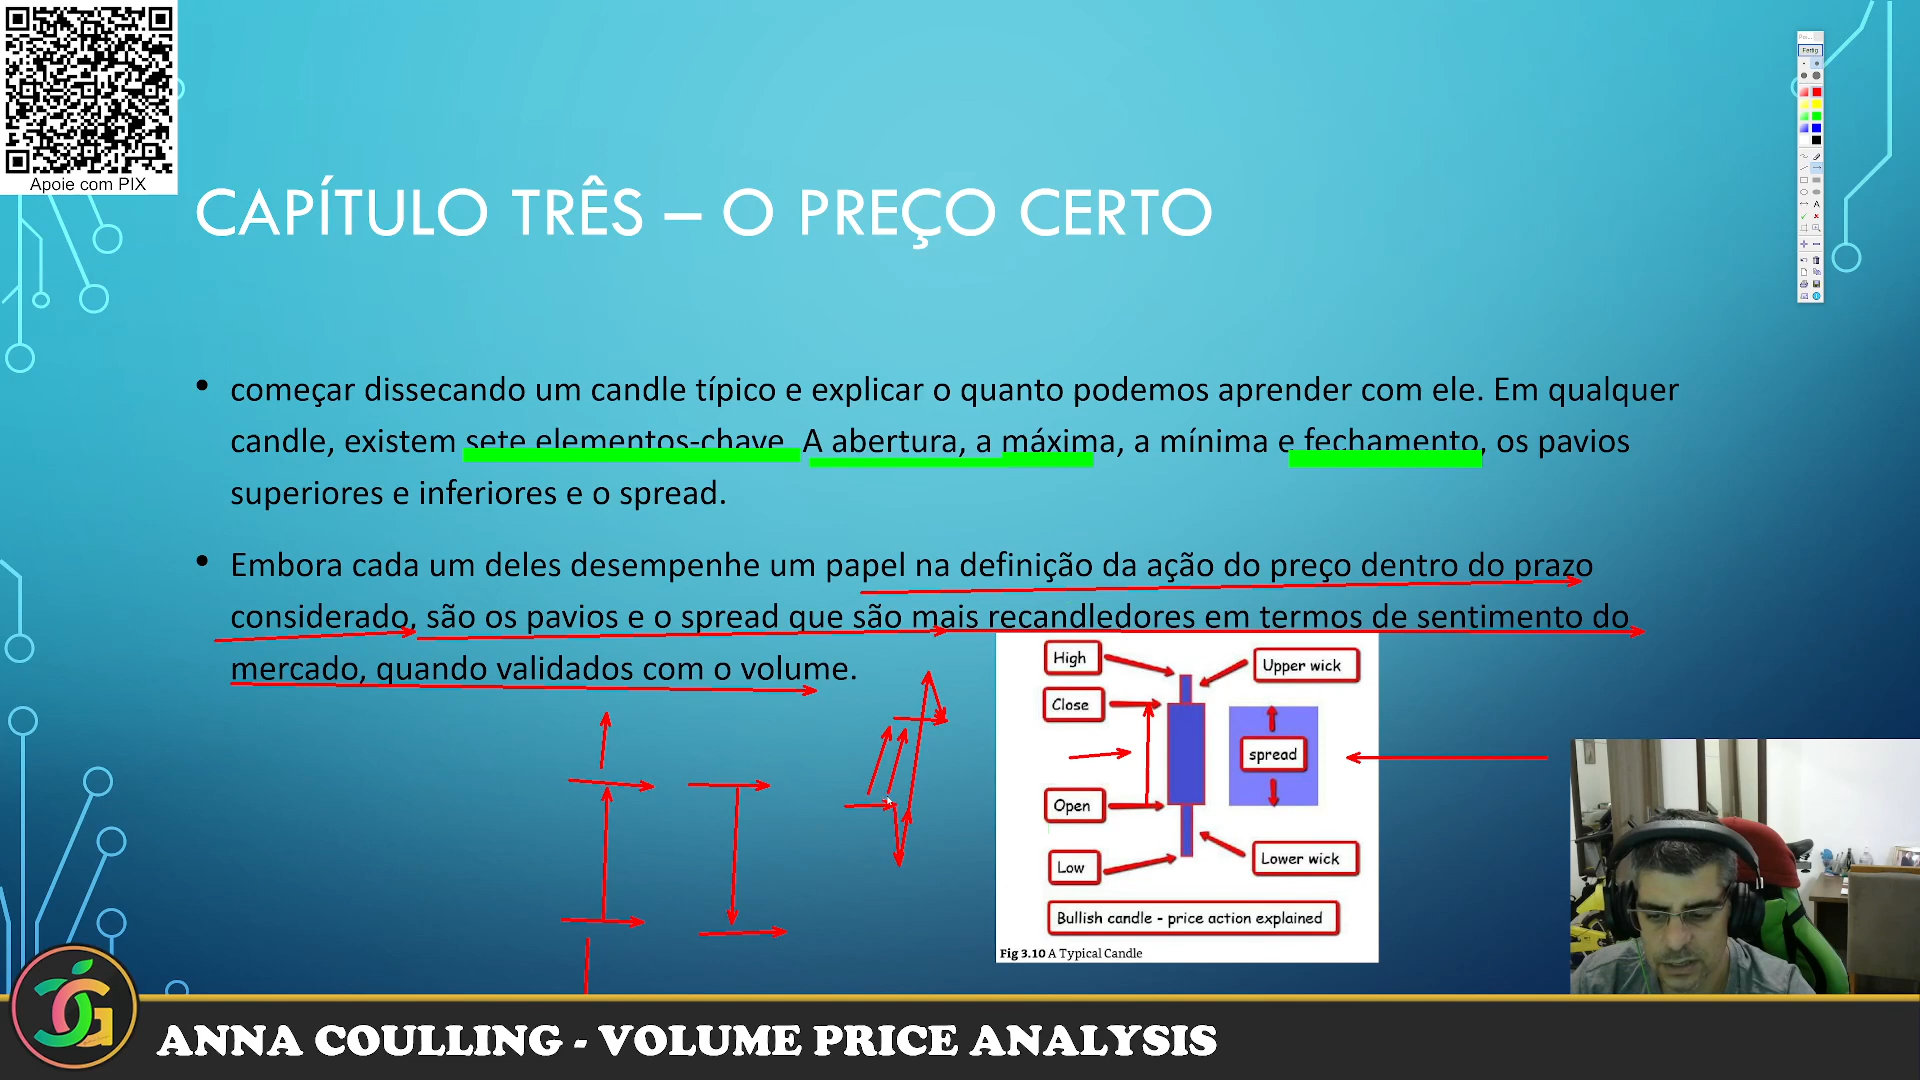 Apoie com PIX
Fertig
CAPÍTULO TRÊS – O PREÇO CERTO
• começar dissecando um candle típico e explicar o quanto podemos aprender com ele. Em qualquer
candle, existem sete elementos-chave. A abertura, a máxima, a mínima e fechamento, os pavios
superiores e inferiores e o spread.
• Embora cada um deles desempenhe um papel na definição da ação do preço dentro do prazo
considerado, são os pavios e o spread que são mais recandledores em termos de sentimento do
mercado, quando validados com o volume.
High
Upper wick
Close
spread
Open
Lower wick
Low
Bullish candle - price action explained
Fig 3.10 A Typical Candle
ANNA COULLING - VOLUME PRICE ANALYSIS